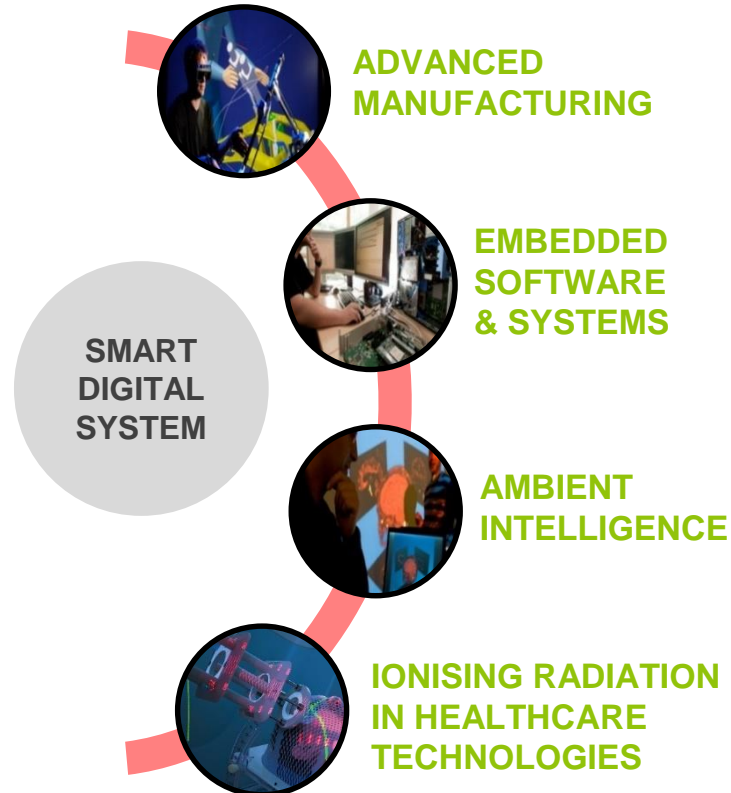 ADVANCED
MANUFACTURING
EMBEDDED
SOFTWARE
& SYSTEMS
SMART
DIGITAL
SYSTEM
AMBIENT
INTELLIGENCE
IONISING RADIATION
IN HEALTHCARE
TECHNOLOGIES